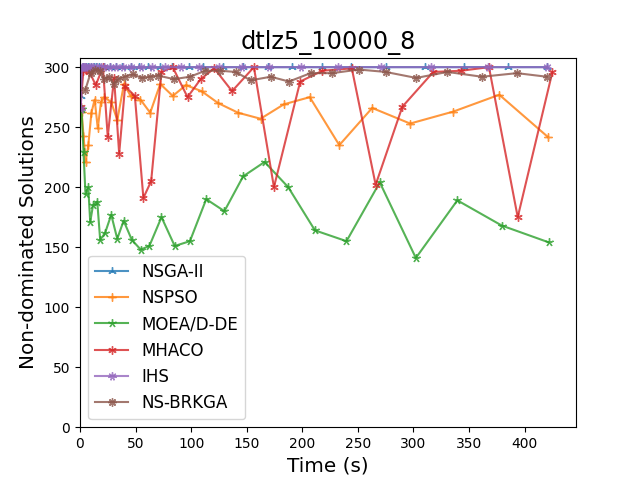 dtlz5_10000_8
Non-dominated Solutions
300
250
200
150
100
50
0
NSGA-II
NSPSO
MOEA/D-DE
MHACO
IHS
NS-BRKGA
0 50 100 150 200 250 300 350 400
Time (s)